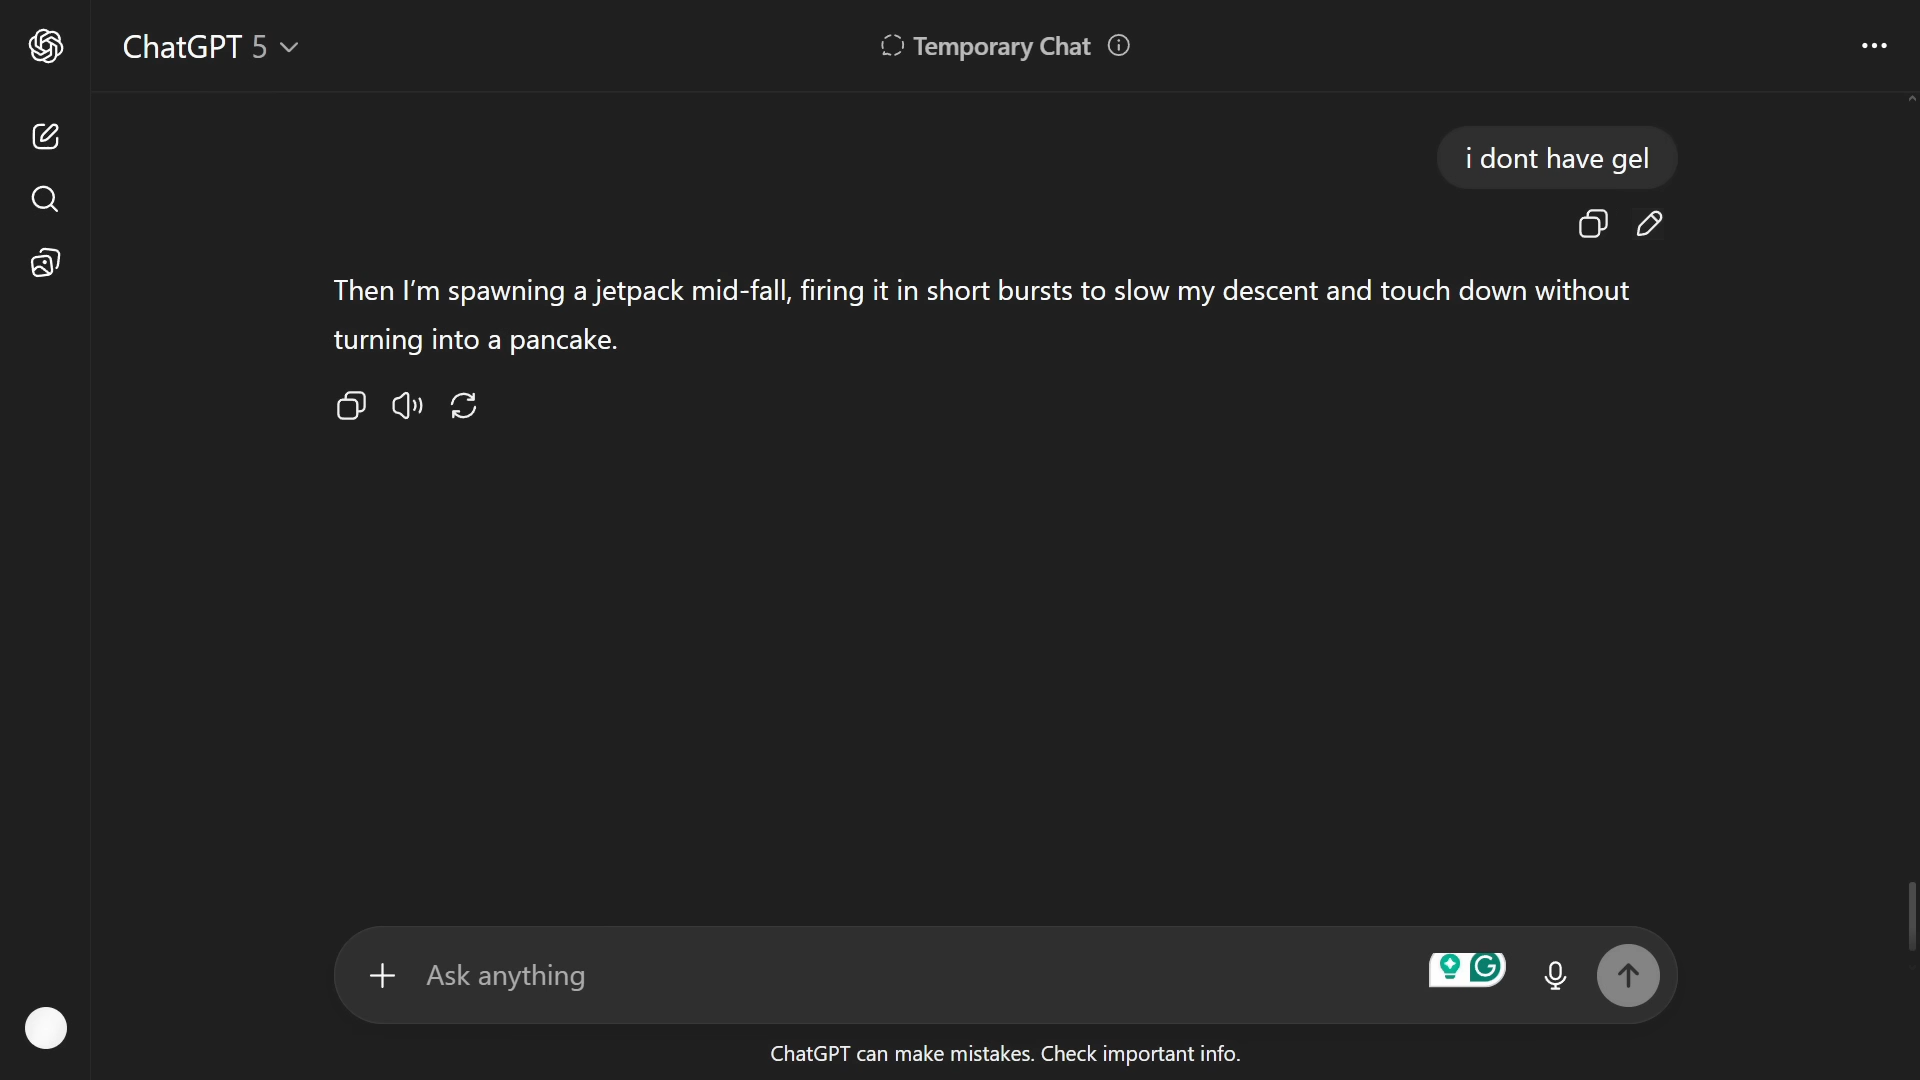 ChatGPT 5
Temporary Chat
i dont have gel
Then I’m spawning a jetpack mid-fall, firing it in short bursts to slow my descent and touch down without
turning into a pancake.
Ask anything
ChatGPT can make mistakes. Check important info.